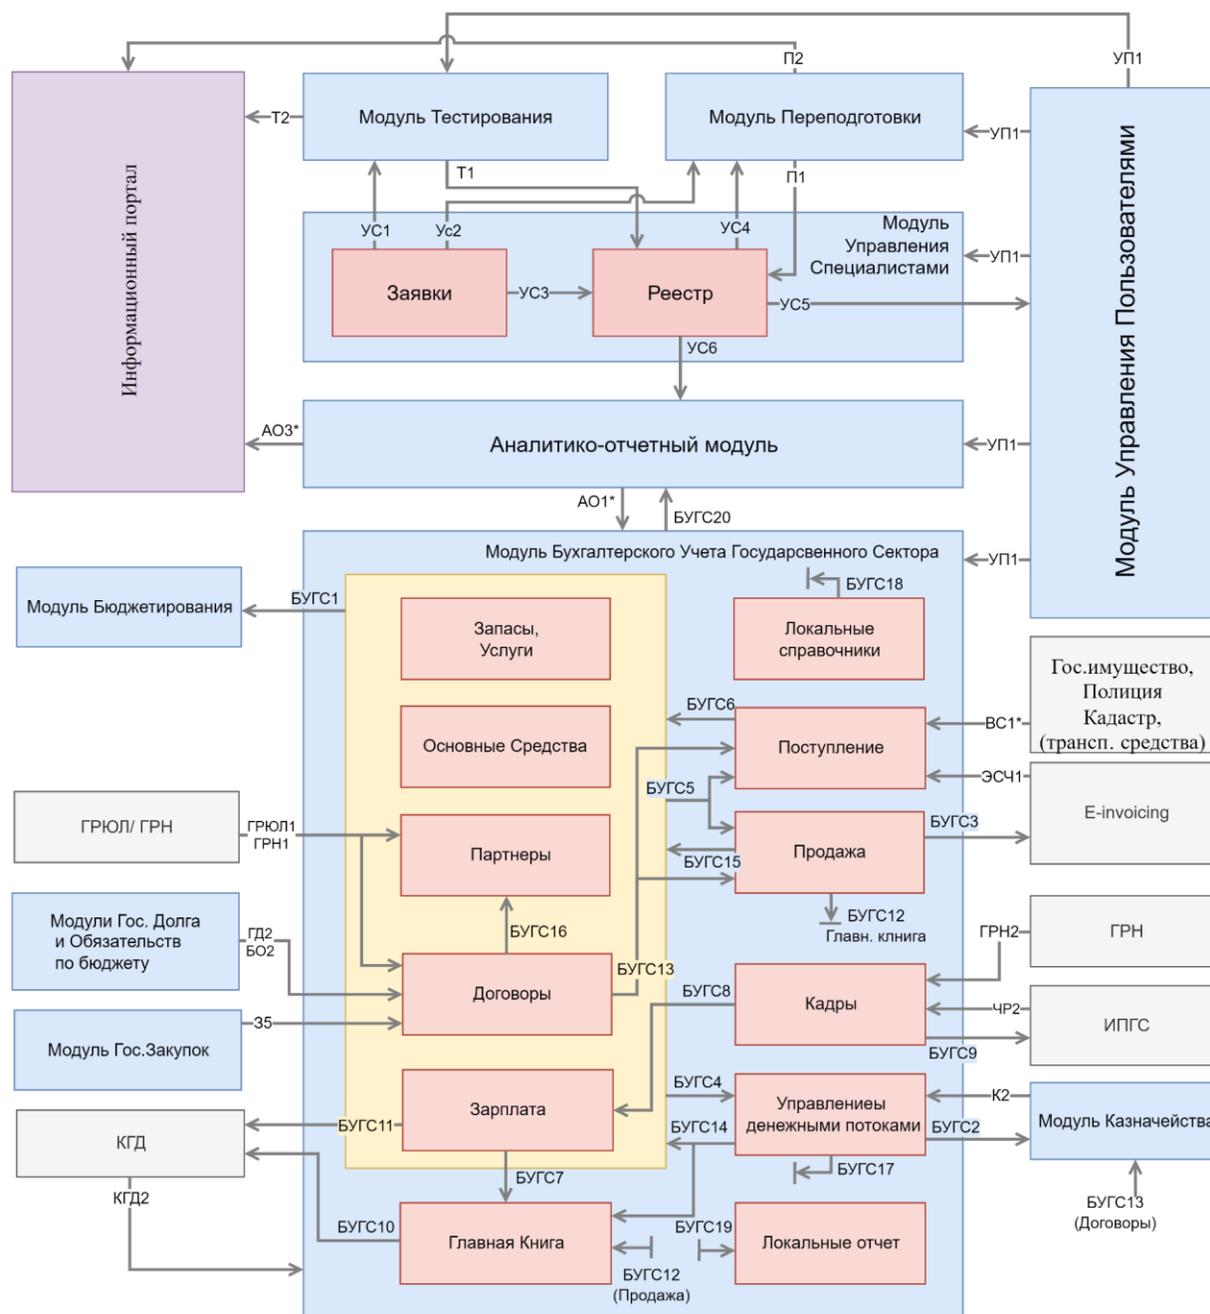 П2
УП1
Информационный портал
Т2
Модуль Тестирования
Модуль Переподготовки
УП1
Модуль Управления Пользователями
Т1
П1
УС1
Ус2
УС4
Модуль
Управления
Специалистами
УП1
Заявки
УС3
Реестр
УС5
УС6
АО3*
Аналитико-отчетный модуль
УП1
АО1*
БУГС20
Модуль Бухгалтерского Учета Государсвенного Сектора
УП1
Модуль Бюджетирования
БУГС1
БУГС18
Запасы,
Услуги
Локальные
справочники
Гос.имущество,
Полиция
Кадастр,
(трансп. средства)
БУГС6
ВС1*
Основные Средства
Поступление
БУГС5
ЭСЧ1
E-invoicing
ГРЮЛ/ ГРН
ГРЮЛ1
ГРН1
Партнеры
БУГС15
Продажа
БУГС3
БУГС12
Главн. клнига
Модули Гос. Долга
и Обязательств
по бюджету
ГД2
БО2
БУГС16
ГРН2
ГРН
Договоры
БУГС13
БУГС8
Кадры
ЧР2
ИПГС
БУГС9
Модуль Гос.Закупок
З5
Зарплата
БУГС4
Управлениеы
денежными потоками
К2
БУГС2
Модуль Казначейства
КГД
БУГС11
БУГС14
БУГС7
БУГС17
БУГС13
(Договоры)
КГД2
БУГС10
Главная Книга
БУГС19
Локальные отчет
БУГС12
(Продажа)